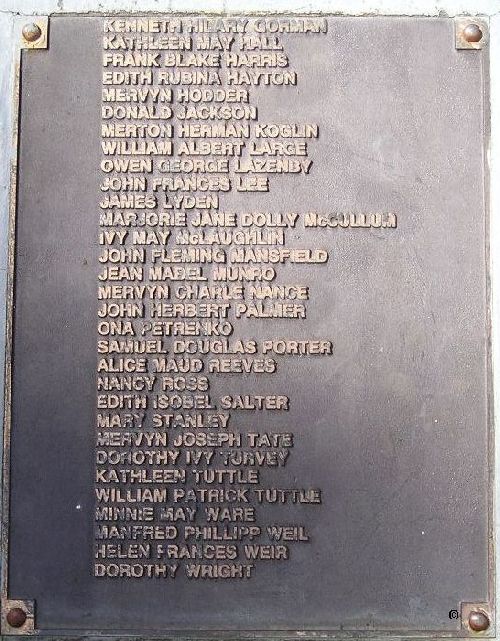 KENNETH HILARY GORMAN
KATHLEEN MAY HALL
FRANK BLAKE HARRIS
EDITH RUBINA HAYTON
MERVYN HODDER
DONALD JACKSON
MERTON HERMAN KOGLIN
WILLIAM ALBERT LARGE
OWEN GEORGE LAZENBY
JOHN FRANCES LEE
JAMES LYDEN
MARJORIE JANE DOLLY McCULLUM
IVY MAY McLAUGHLIN
JOHN FLEMING MANSFIELD
JEAN MABEL MUNRO
MERVYN CHARLE NANCE
JOHN HERBERT PALMER
ONA PETRENKO
SAMUEL DOUGLAS PORTER
ALICE MAUD REEVES
NANCY ROSS
EDITH ISOBEL SALTER
MARY STANLEY
MERVYN JOSEPH TATE
DOROTHY IVY TURVEY
KATHLEEN TUTTLE
WILLIAM PATRICK TUTTLE
MINNIE MAY WARE
MANFRED PHILLIPP WEIL
HELEN FRANCES WEIR
DOROTHY WRIGHT
©